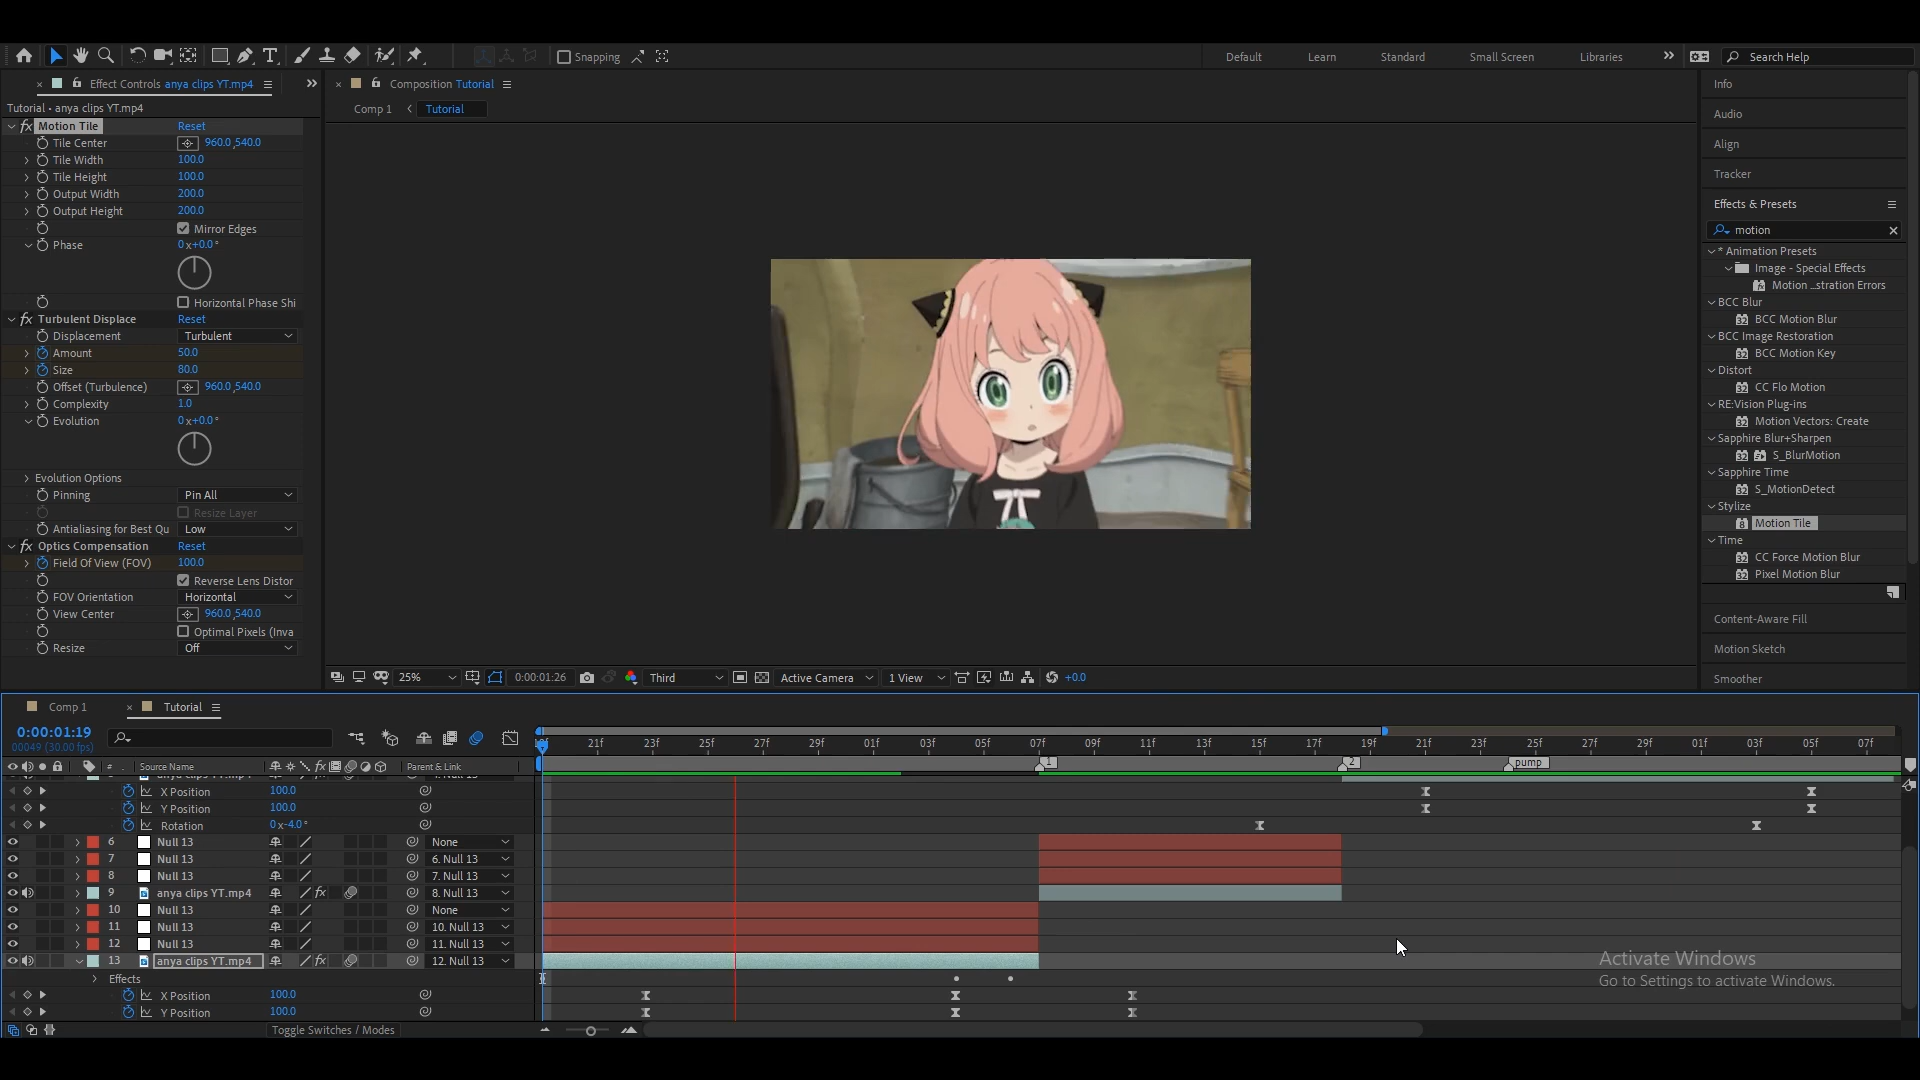 Snapping
Default
Learn
Standard
Small Screen
Libraries
Search Help
Effect Controls anya clips YT.mp4
Composition Tutorial
Tutorial • anya clips YT.mp4
Comp 1
Tutorial
fx Motion Tile Reset
Tile Center 960.0,540.0
Tile Width 100.0
Tile Height 100.0
Output Width 200.0
Output Height 200.0
Mirror Edges
Phase 0x+0.0°
Horizontal Phase Shi
fx Turbulent Displace Reset
Displacement Turbulent
Amount 50.0
Size 80.0
Offset (Turbulence) 960.0,540.0
Complexity 1.0
Evolution 0x+0.0°
Evolution Options
Pinning Pin All
Resize Layer
Antialiasing for Best Qu Low
fx Optics Compensation Reset
Field Of View (FOV) 100.0
Reverse Lens Distor
FOV Orientation Horizontal
View Center 960.0,540.0
Optimal Pixels (Inva
Resize Off
25%
0:00:01:26
Third
Active Camera
1 View
+0.0
Info
Audio
Align
Tracker
Effects & Presets
motion
* Animation Presets
Image - Special Effects
Motion ...stration Errors
BCC Blur
BCC Motion Blur
BCC Image Restoration
BCC Motion Key
Distort
CC Flo Motion
RE:Vision Plug-ins
Motion Vectors: Create
Sapphire Blur+Sharpen
S_BlurMotion
Sapphire Time
S_MotionDetect
Stylize
Motion Tile
Time
CC Force Motion Blur
Pixel Motion Blur
Content-Aware Fill
Motion Sketch
Smoother
Comp 1
Tutorial
0:00:01:19
00049 (30.00 fps)
21f 23f 25f 27f 29f 01f 03f 05f 07f 09f 11f 13f 15f 17f 19f 21f 23f 25f 27f 29f 01f 03f 05f 07f
# Source Name Parent & Link
1 2 pump
X Position 100.0
Y Position 100.0
Rotation 0x-4.0°
6 Null 13 None
7 Null 13 6. Null 13
8 Null 13 7. Null 13
9 anya clips YT.mp4 fx 8. Null 13
10 Null 13 None
11 Null 13 10. Null 13
12 Null 13 11. Null 13
13 anya clips YT.mp4 fx 12. Null 13
Effects
X Position 100.0
Y Position 100.0
Toggle Switches / Modes
Activate Windows
Go to Settings to activate Windows.